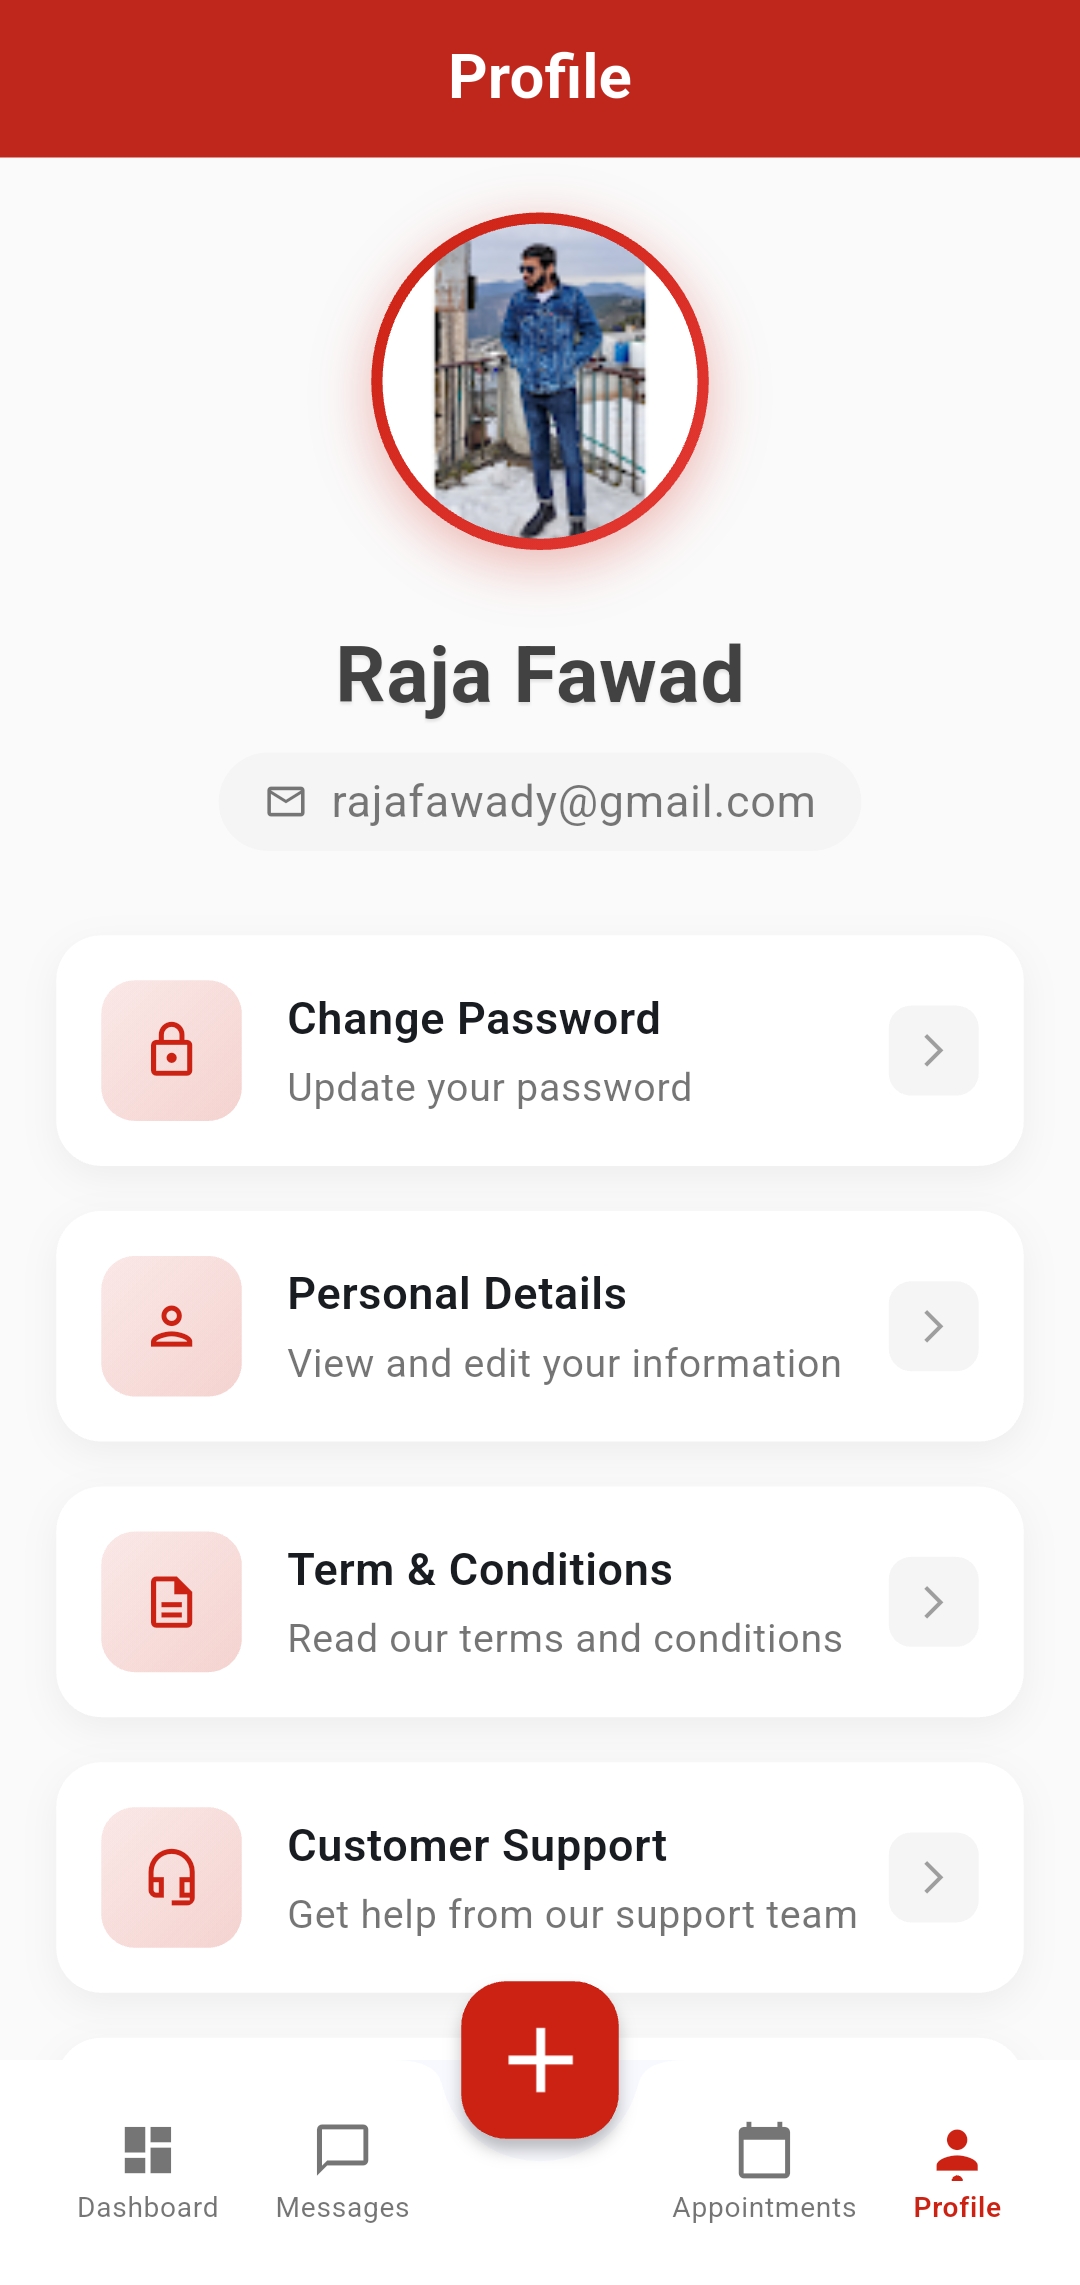 Profile
Raja Fawad
rajafawady@gmail.com
Change Password
Update your password
Personal Details
View and edit your information
Term & Conditions
Read our terms and conditions
Customer Support
Get help from our support team
Dashboard
Messages
Appointments
Profile